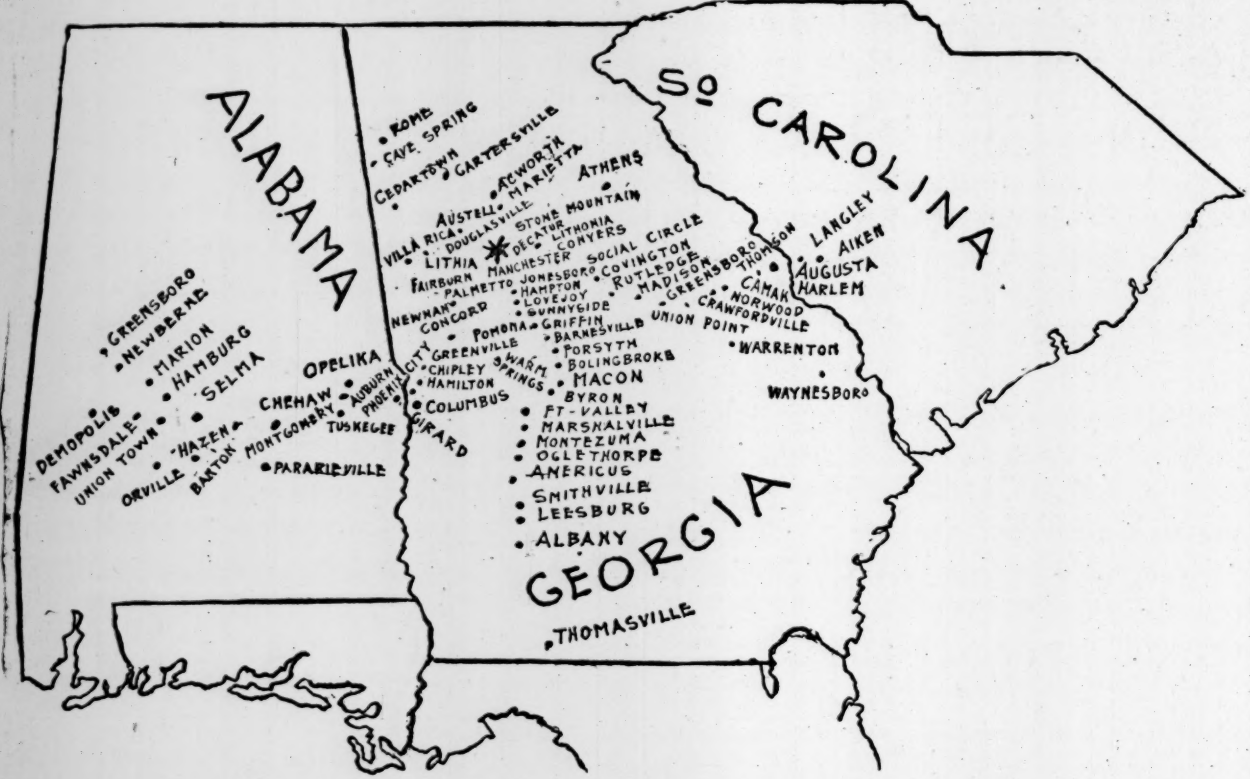 ALABAMA
So CAROLINA
GEORGIA
ROME
CAVE SPRING
CEDARTOWN
CARTERSVILLE
ACWORTH
MARIETTA
ATHENS
AUSTELL
VILLA RICA
DOUGLASVILLE
STONE MOUNTAIN
DECATUR
LITHONIA
CONYERS
LITHIA
FAIRBURN
MANCHESTER
SOCIAL CIRCLE
PALMETTO
JONESBORO
COVINGTON
HAMPTON
RUTLEDGE
LOVEJOY
MADISON
SUNNYSIDE
GREENSBORO
THOMSON
NEWNAN
CONCORD
POMONA
GRIFFIN
BARNESVILLE
UNION POINT
CAMAK
NORWOOD
CRAWFORDVILLE
LANGLEY
AIKEN
AUGUSTA
HARLEM
WARRENTON
WAYNESBORO
GREENVILLE
CHIPLEY
HAMILTON
COLUMBUS
WARM
SPRINGS
FORSYTH
BOLINGBROKE
MACON
BYRON
FT-VALLEY
MARSHALVILLE
MONTEZUMA
OGLETHORPE
AMERICUS
SMITHVILLE
LEESBURG
ALBANY
THOMASVILLE
GREENSBORO
NEWBERNE
MARION
HAMBURG
SELMA
OPELIKA
CHEHAW
AUBURN
PHOENIX CITY
GIRARD
TUSKEGEE
MONTGOMERY
PARARIEVILLE
DEMOPOLIS
FAWNSDALE
UNION TOWN
HAZEN
ORVILLE